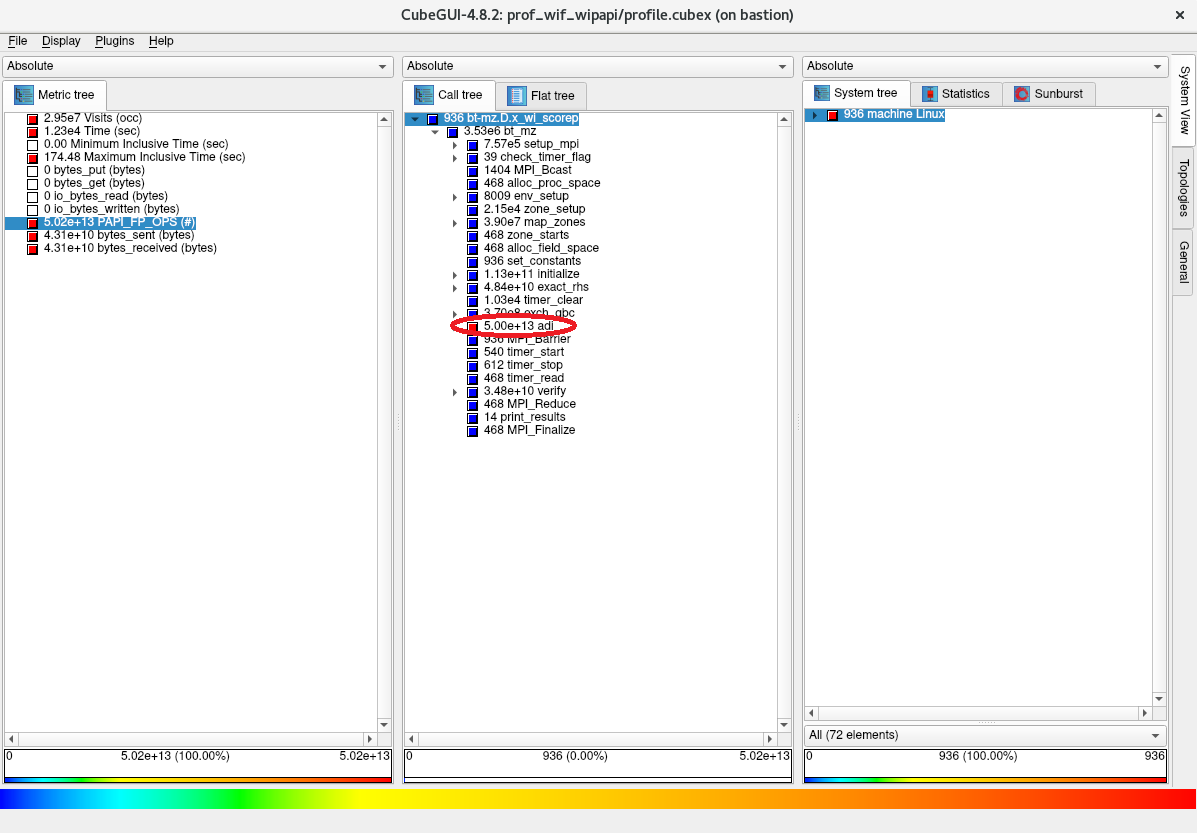 CubeGUI-4.8.2: prof_wif_wipapi/profile.cubex (on bastion)
File Display Plugins Help
Absolute
Metric tree
2.95e7 Visits (occ)
1.23e4 Time (sec)
0.00 Minimum Inclusive Time (sec)
174.48 Maximum Inclusive Time (sec)
0 bytes_put (bytes)
0 bytes_get (bytes)
0 io_bytes_read (bytes)
0 io_bytes_written (bytes)
5.02e+13 PAPI_FP_OPS (#)
4.31e+10 bytes_sent (bytes)
4.31e+10 bytes_received (bytes)
0 5.02e+13 (100.00%) 5.02e+13
Absolute
Call tree Flat tree
936 bt-mz.D.x_wi_scorep
3.53e6 bt_mz
7.57e5 setup_mpi
39 check_timer_flag
1404 MPI_Bcast
468 alloc_proc_space
8009 env_setup
2.15e4 zone_setup
3.90e7 map_zones
468 zone_starts
468 alloc_field_space
936 set_constants
1.13e+11 initialize
4.84e+10 exact_rhs
1.03e4 timer_clear
3.70e8 exch_qbc
5.00e+13 adi
936 MPI_Barrier
540 timer_start
612 timer_stop
468 timer_read
3.48e+10 verify
468 MPI_Reduce
14 print_results
468 MPI_Finalize
0 936 (0.00%) 5.02e+13
Absolute
System tree Statistics Sunburst
936 machine Linux
All (72 elements)
0 936 (100.00%) 936
System View
Topologies
General